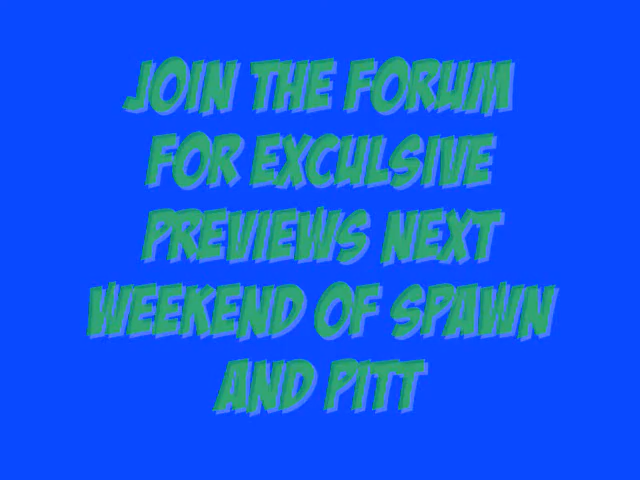 JOIN THE FORUM
FOR EXCULSIVE
PREVIEWS NEXT
WEEKEND OF SPAWN
AND PITT